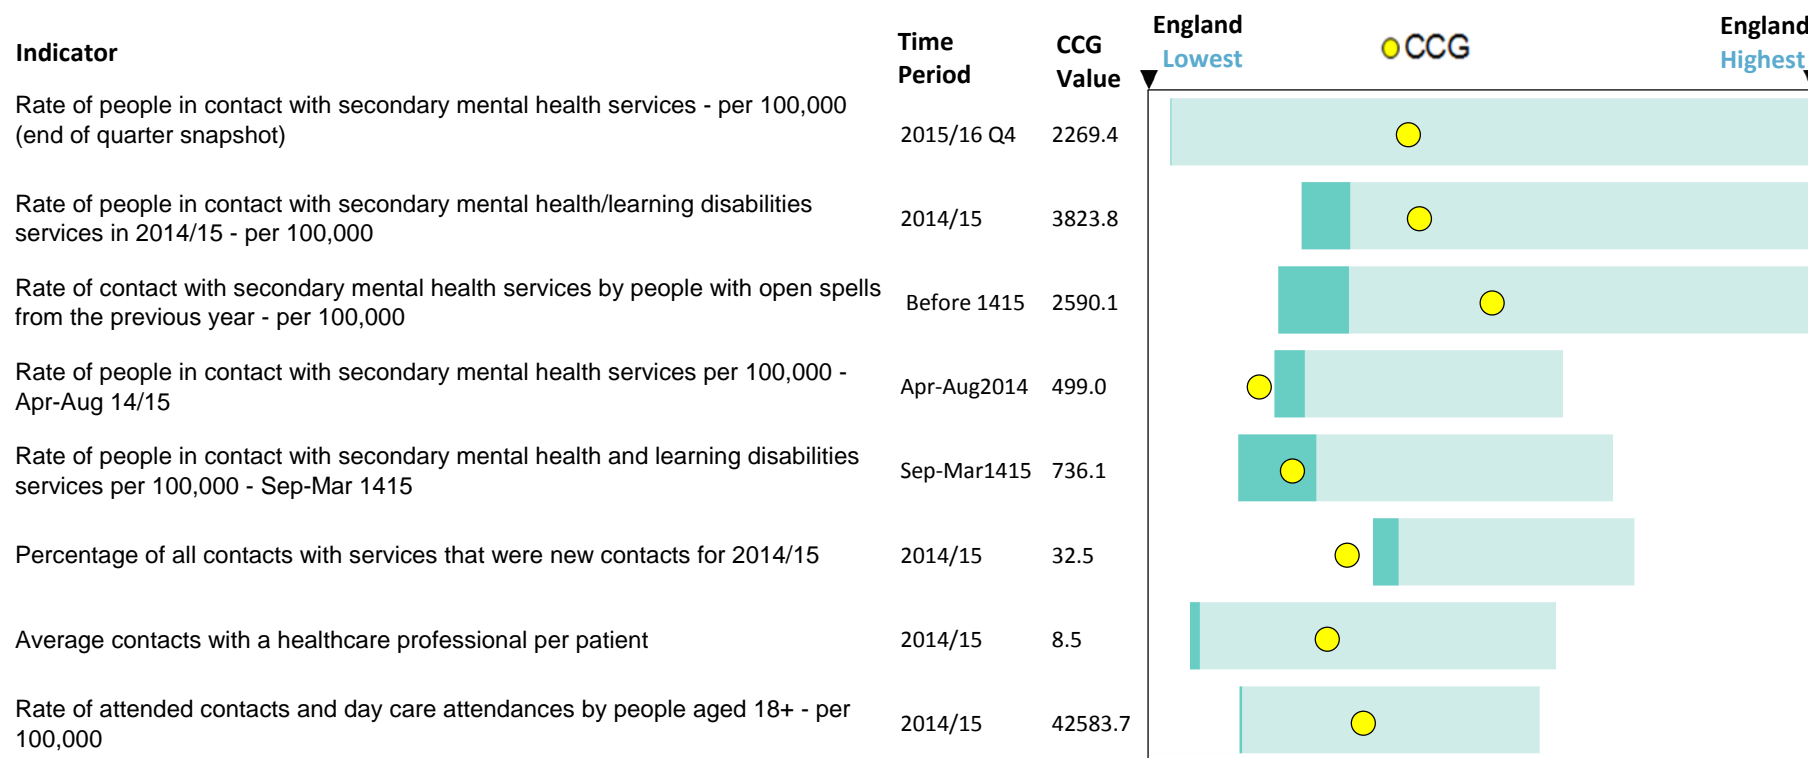 Indicator
Time Period
CCG Value
England Lowest
CCG
England Highest
Rate of people in contact with secondary mental health services - per 100,000
(end of quarter snapshot)
2015/16 Q4
2269.4
Rate of people in contact with secondary mental health/learning disabilities
services in 2014/15 - per 100,000
2014/15
3823.8
Rate of contact with secondary mental health services by people with open spells
from the previous year - per 100,000
Before 1415
2590.1
Rate of people in contact with secondary mental health services per 100,000 -
Apr-Aug 14/15
Apr-Aug2014
499.0
Rate of people in contact with secondary mental health and learning disabilities
services per 100,000 - Sep-Mar 1415
Sep-Mar1415
736.1
Percentage of all contacts with services that were new contacts for 2014/15
2014/15
32.5
Average contacts with a healthcare professional per patient
2014/15
8.5
Rate of attended contacts and day care attendances by people aged 18+ - per
100,000
2014/15
42583.7